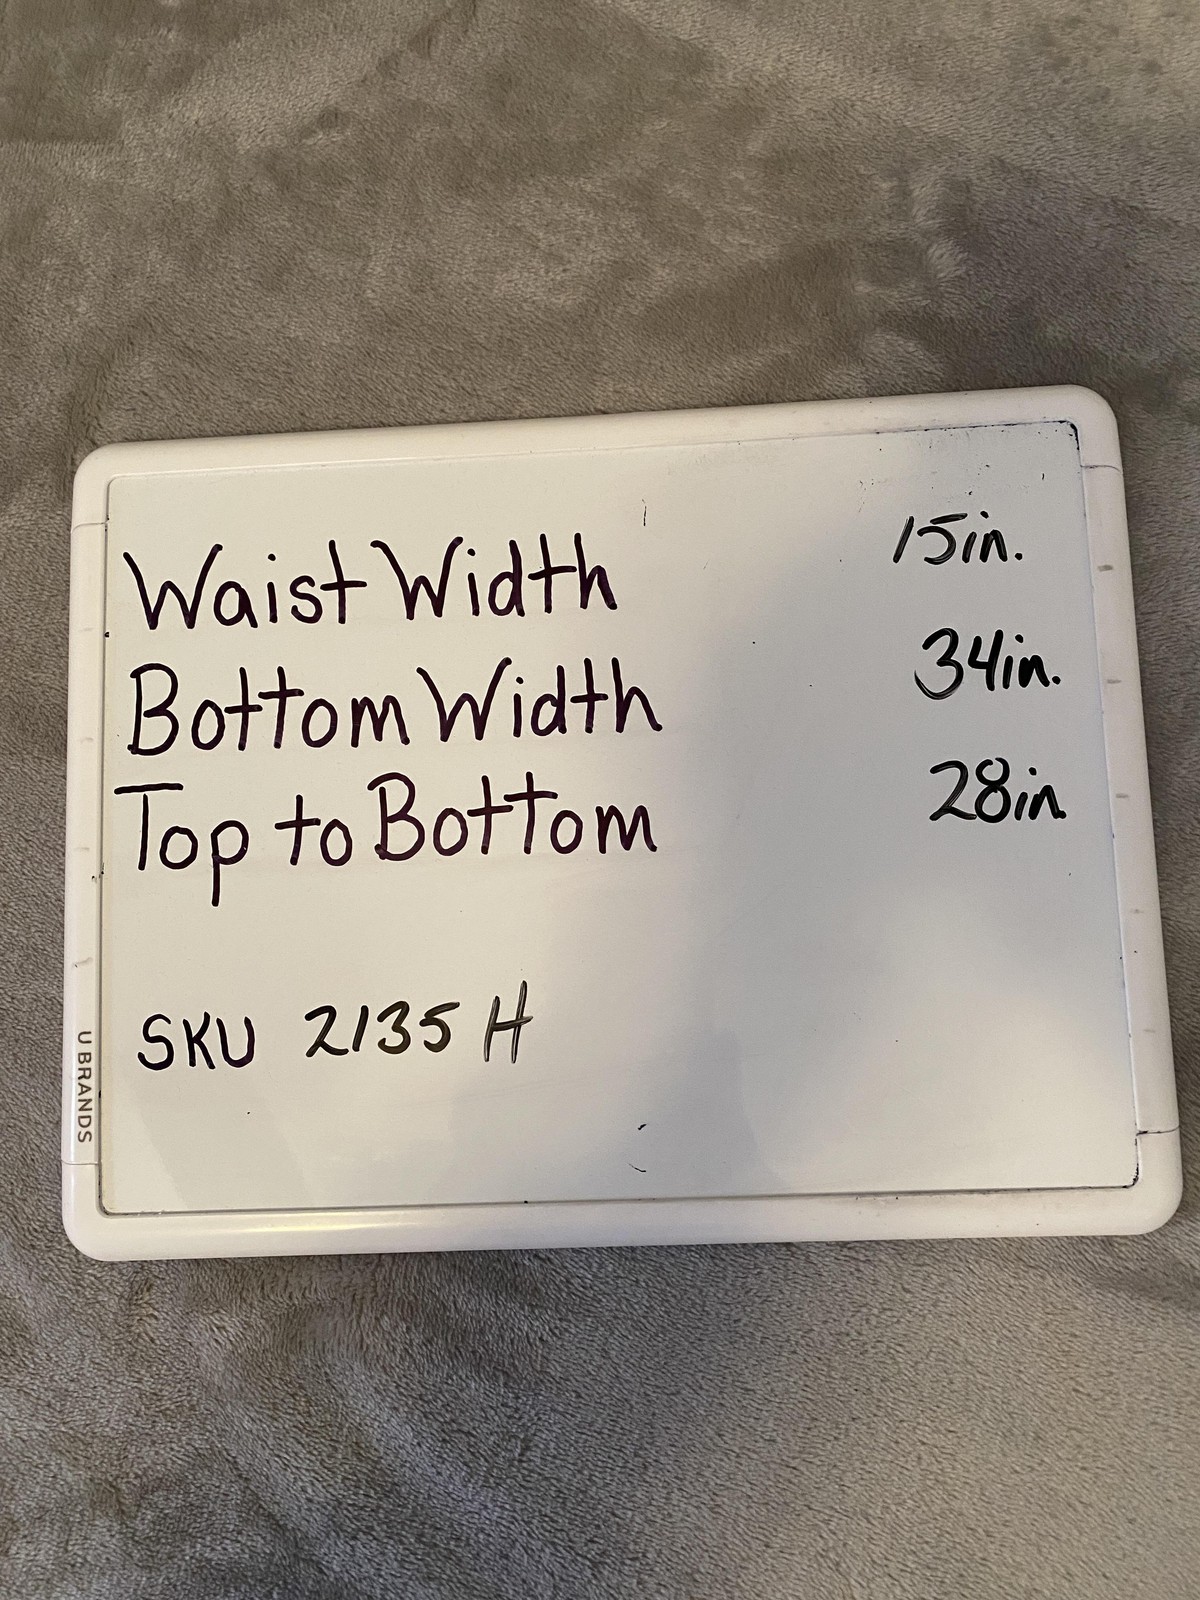 Waist Width 15in.
Bottom Width 34in.
Top to Bottom 28in.
SKU 2135 H
U BRANDS